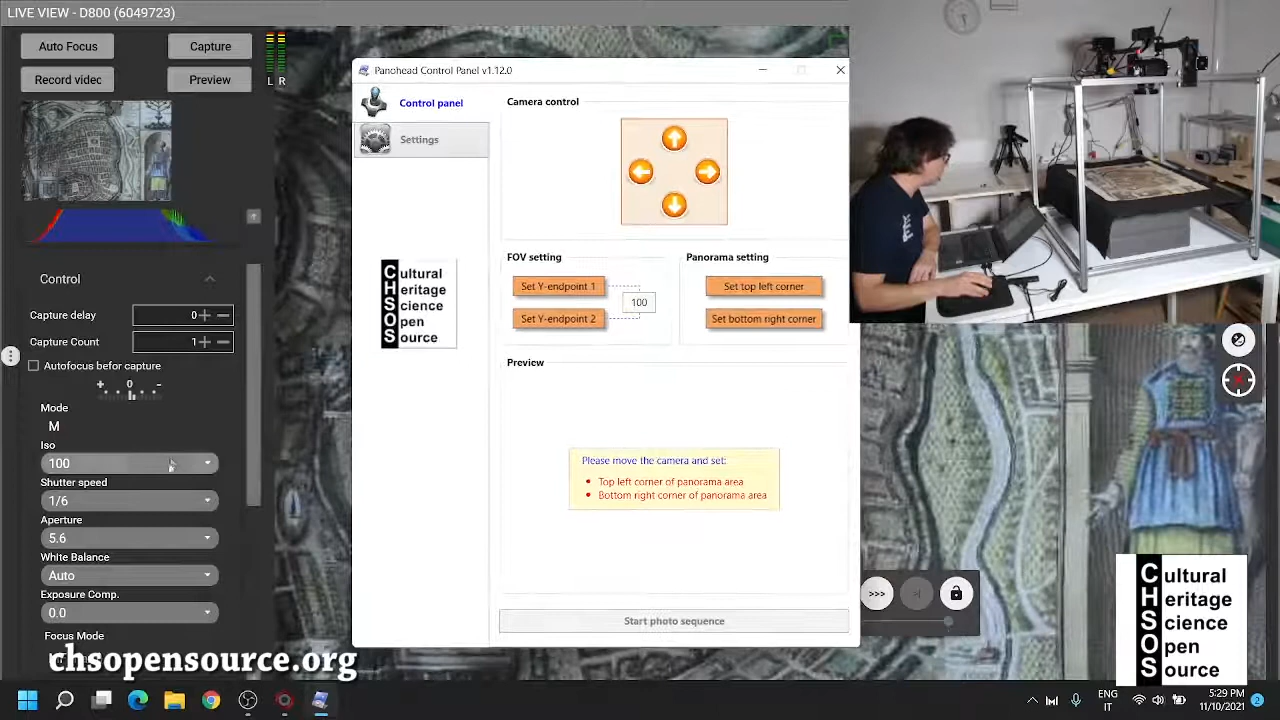 LIVE VIEW - D800 (6049723)
Auto Focus
Capture
Record videc
Preview
L R
Control
Capture delay
0
Capture Count
1
Autofocus befor capture
+ 0 -
Mode
M
Iso
100
Shutter speed
1/6
Aperture
5.6
White Balance
Auto
Exposure Comp.
0.0
Focus Mode
chsopensource.org
Panohead Control Panel v1.12.0
Control panel
Settings
Cultural
Heritage
Science
Open
Source
Camera control
FOV setting
Set Y-endpoint 1
100
Set Y-endpoint 2
Panorama setting
Set top left corner
Set bottom right corner
Preview
Please move the camera and set:
Top left corner of panorama area
Bottom right corner of panorama area
Start photo sequence
>>>
>|
Cultural
Heritage
Science
Open
Source
ENG
IT
5:29 PM
11/10/2021
2